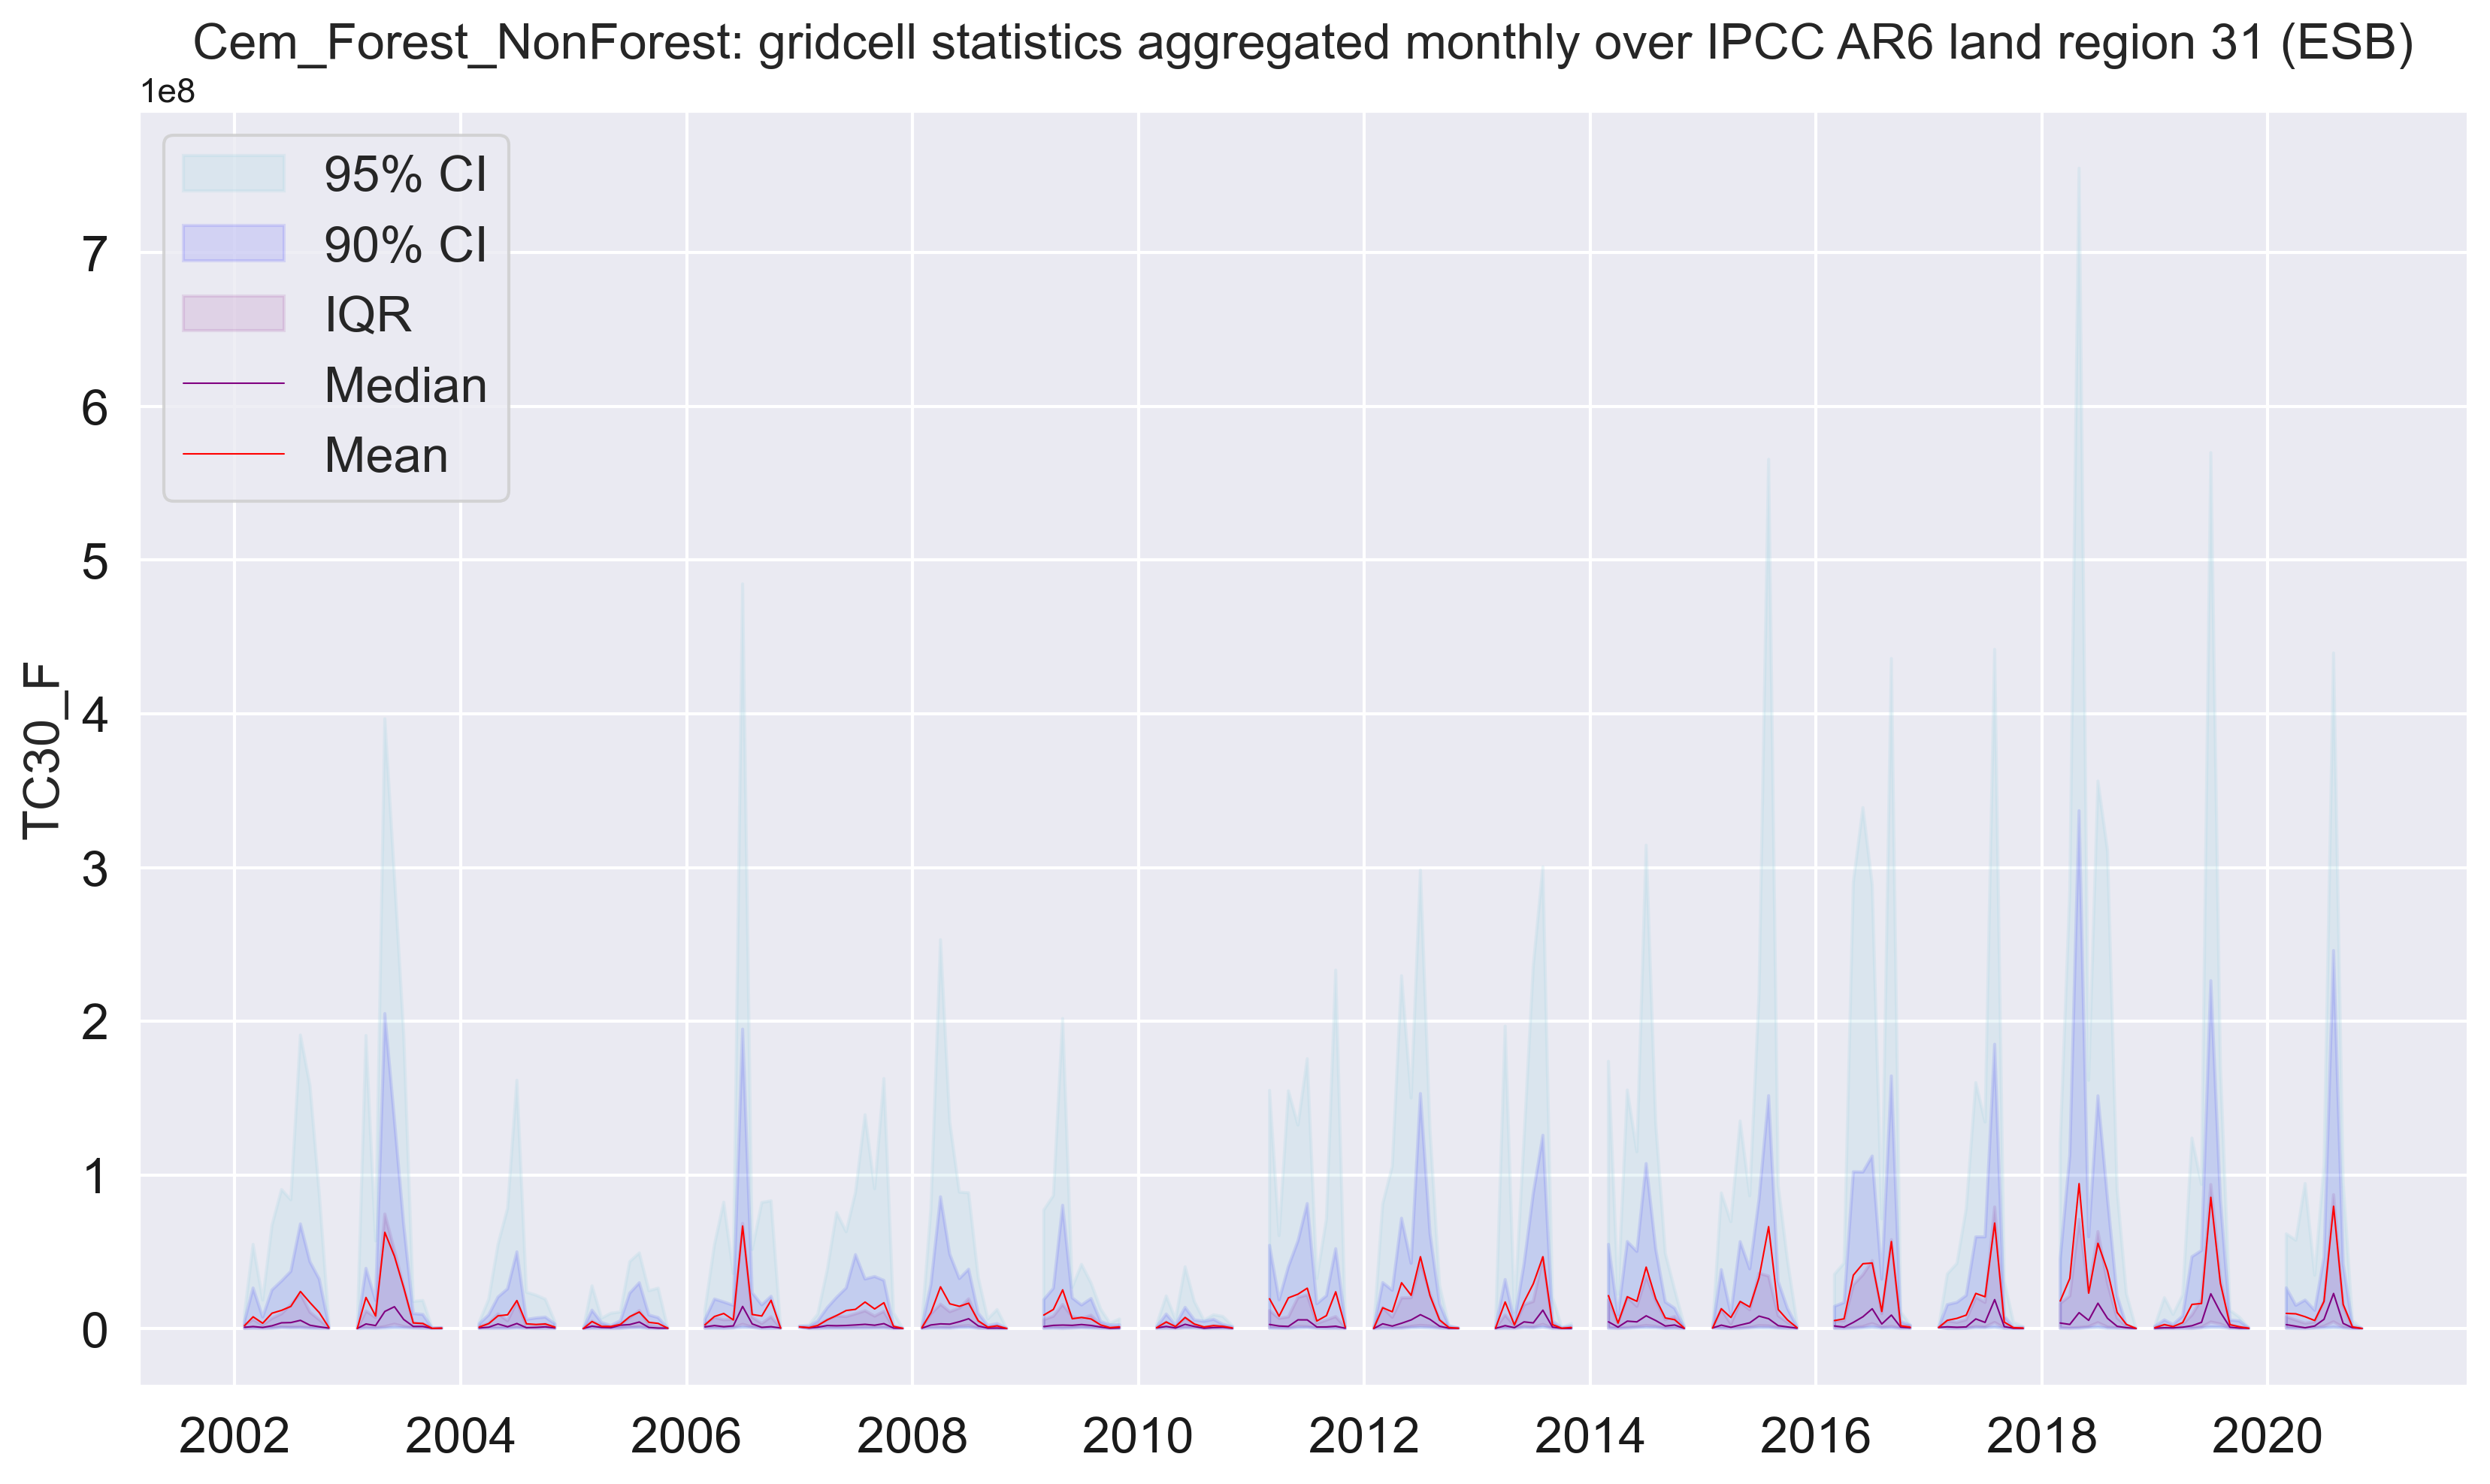 Cem_Forest_NonForest: gridcell statistics aggregated monthly over IPCC AR6 land region 31 (ESB)
1e8
95% CI
90% CI
IQR
Median
Mean
TC30_F
7
6
5
4
3
2
1
0
2002 2004 2006 2008 2010 2012 2014 2016 2018 2020